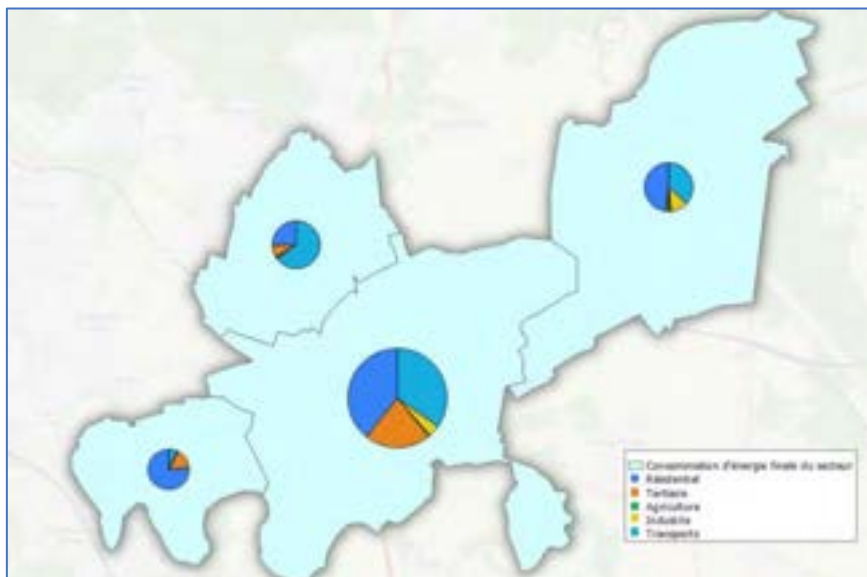 Consommation d'énergie finale du secteur
Résidentiel
Tertiaire
Agriculture
Industrie
Transports